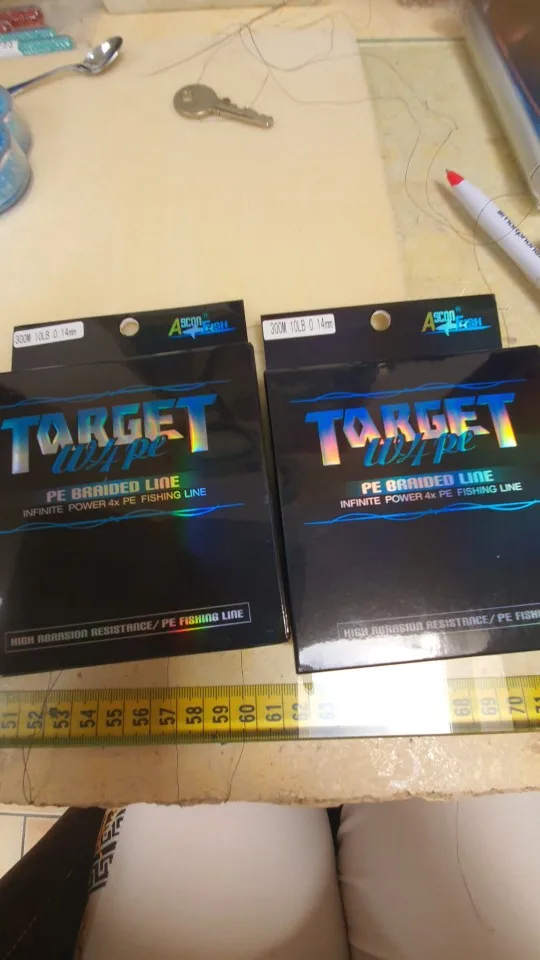 300M 10LB 0.14mm
ASCON FISH
TARGET
W4 Pe
PE BRAIDED LINE
INFINITE POWER 4x PE FISHING LINE
HIGH ABRASION RESISTANCE/ PE FISHING LINE
300M 10LB 0.14mm
ASCON FISH
TARGET
W4 Pe
PE BRAIDED LINE
INFINITE POWER 4x PE FISHING LINE
HIGH ABRASION RESISTANCE/ PE FISHI
51 52 53 54 55 56 57 58 59 60 61 62 63 68 69 70 71